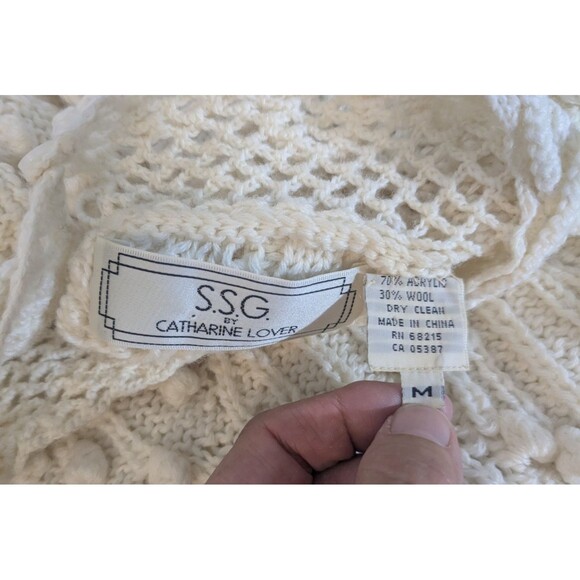 S.S.G.
BY
CATHARINE LOVER
70% ACRYLIC
30% WOOL
DRY CLEAN
MADE IN CHINA
RN 68215
CA 05387
M